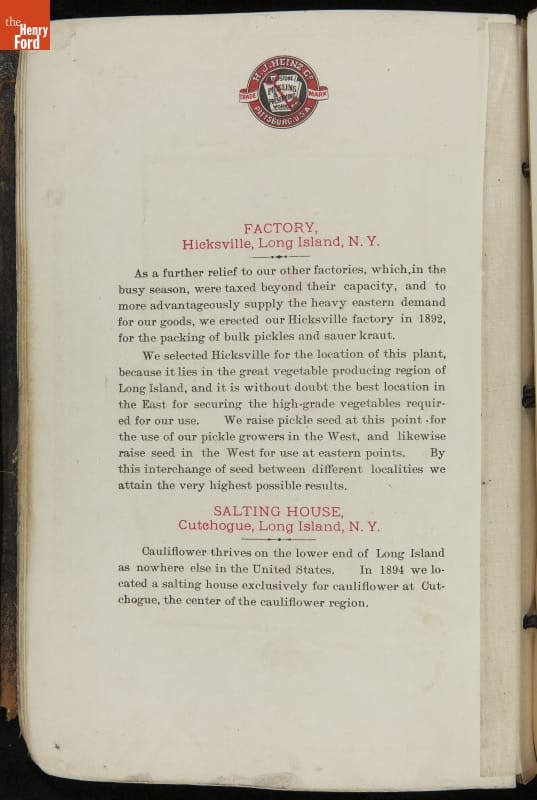 the
Henry
Ford
H. J. HEINZ CO.
KEYSTONE
PICKLING
&
PRESERVING
WORKS
TRADE MARK
PITTSBURG, U.S.A.
FACTORY,
Hicksville, Long Island, N. Y.
As a further relief to our other factories, which,in the
busy season, were taxed beyond their capacity, and to
more advantageously supply the heavy eastern demand
for our goods, we erected our Hicksville factory in 1892,
for the packing of bulk pickles and sauer kraut.
We selected Hicksville for the location of this plant,
because it lies in the great vegetable producing region of
Long Island, and it is without doubt the best location in
the East for securing the high-grade vegetables requir-
ed for our use. We raise pickle seed at this point for
the use of our pickle growers in the West, and likewise
raise seed in the West for use at eastern points. By
this interchange of seed between different localities we
attain the very highest possible results.
SALTING HOUSE,
Cutchogue, Long Island, N. Y.
Cauliflower thrives on the lower end of Long Island
as nowhere else in the United States. In 1894 we lo-
cated a salting house exclusively for cauliflower at Cut-
chogue, the center of the cauliflower region.